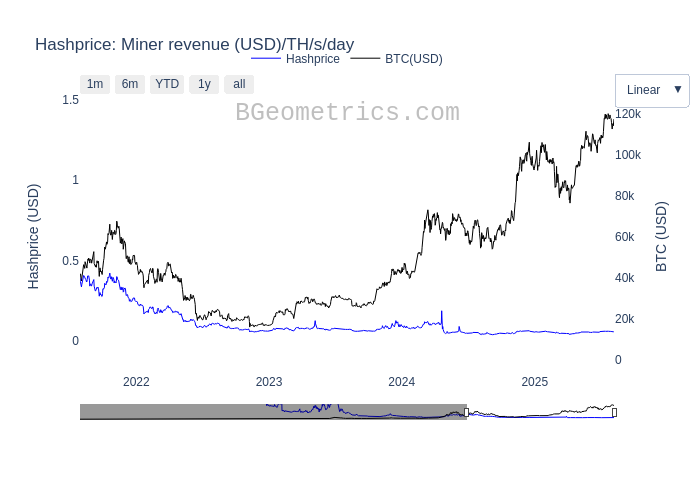 Hashprice: Miner revenue (USD)/TH/s/day
Hashprice BTC(USD)
1m 6m YTD 1y all
Linear ▼
BGeometrics.com
1.5
1
0.5
0
Hashprice (USD)
120k
100k
80k
60k
40k
20k
0
BTC (USD)
2022 2023 2024 2025